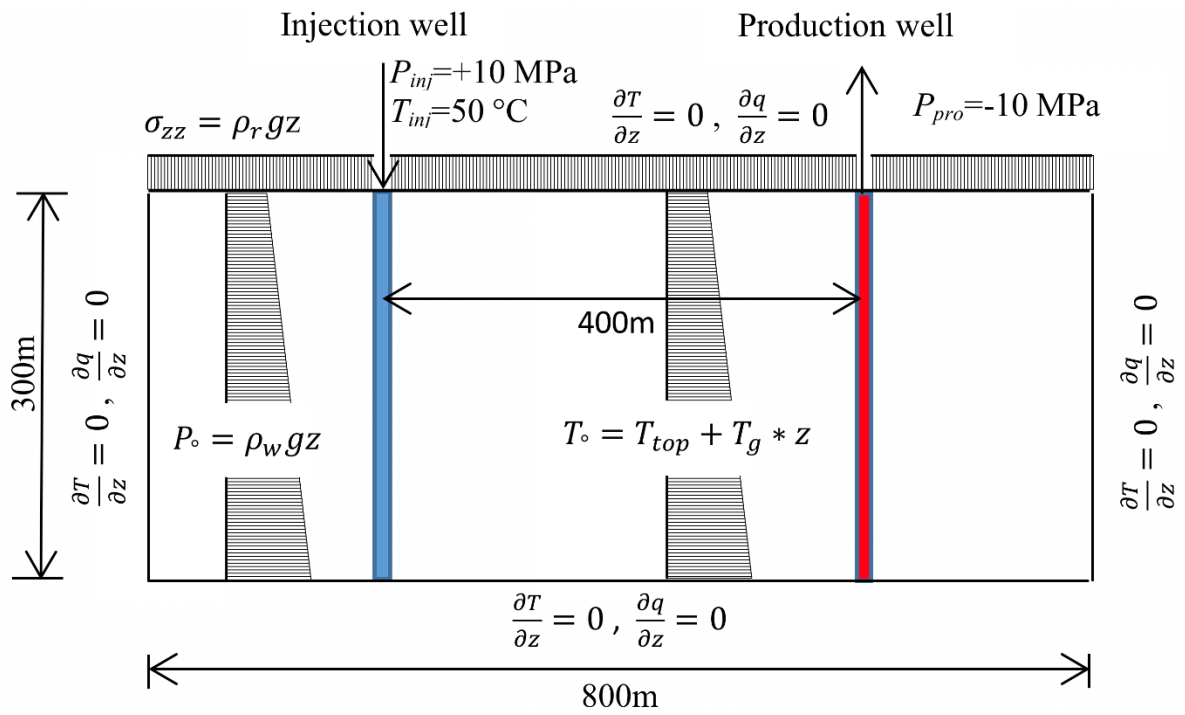 Injection well
Production well
P_inj=+10 MPa
T_inj=50 °C
∂T/∂z = 0 , ∂q/∂z = 0
P_pro=-10 MPa
σ_zz = ρ_r gz
400m
300m
∂T/∂z = 0 , ∂q/∂z = 0
P∘ = ρ_w gz
T∘ = T_top + T_g * z
∂T/∂z = 0 , ∂q/∂z = 0
∂T/∂z = 0 , ∂q/∂z = 0
800m